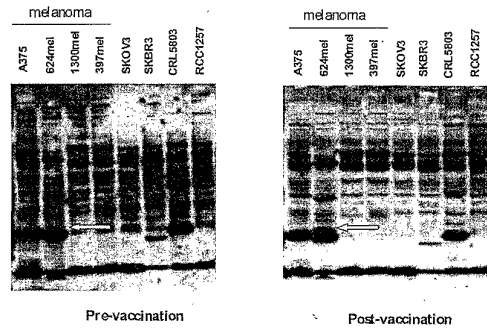 melanoma
A375 624mel 1300mel 397mel SKOV3 SKBR3 CRL5803 RCC1257
Pre-vaccination
melanoma
A375 624mel 1300mel 397mel SKOV3 SKBR3 CRL5803 RCC1257
Post-vaccination